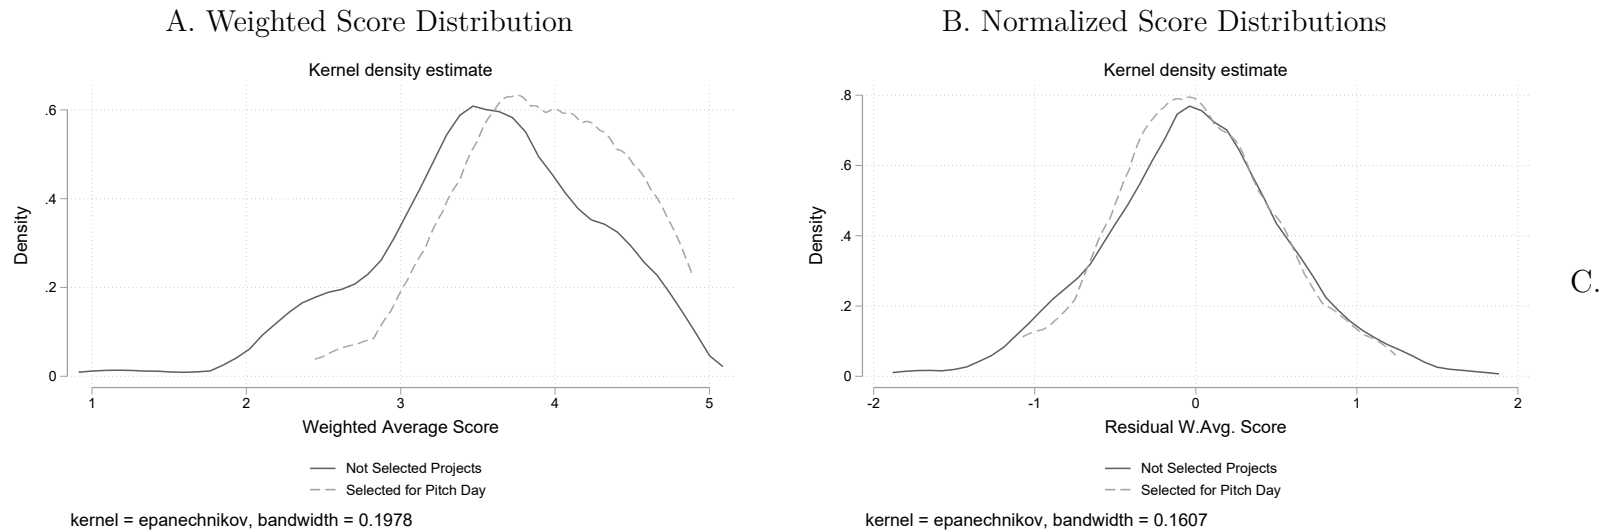 A. Weighted Score Distribution
Kernel density estimate
Density
.6
.4
.2
0
1 2 3 4 5
Weighted Average Score
Not Selected Projects
Selected for Pitch Day
kernel = epanechnikov, bandwidth = 0.1978
B. Normalized Score Distributions
Kernel density estimate
Density
.8
.6
.4
.2
0
-2 -1 0 1 2
Residual W.Avg. Score
Not Selected Projects
Selected for Pitch Day
kernel = epanechnikov, bandwidth = 0.1607
C.